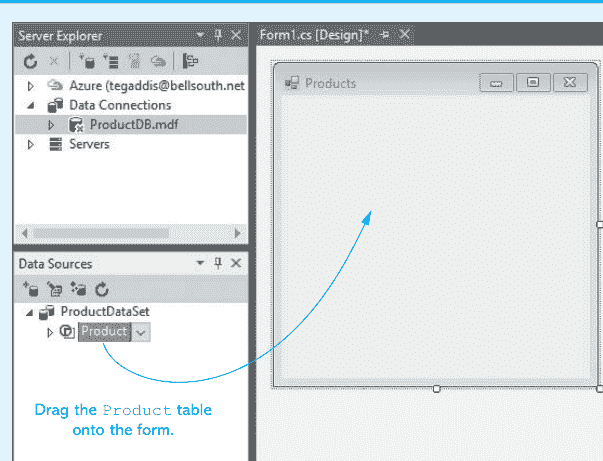 Server Explorer
Form1.cs [Design]*
Azure (tegaddis@bellsouth.net
Data Connections
ProductDB.mdf
Servers
Products
Data Sources
ProductDataSet
Product
Drag the Product table
onto the form.